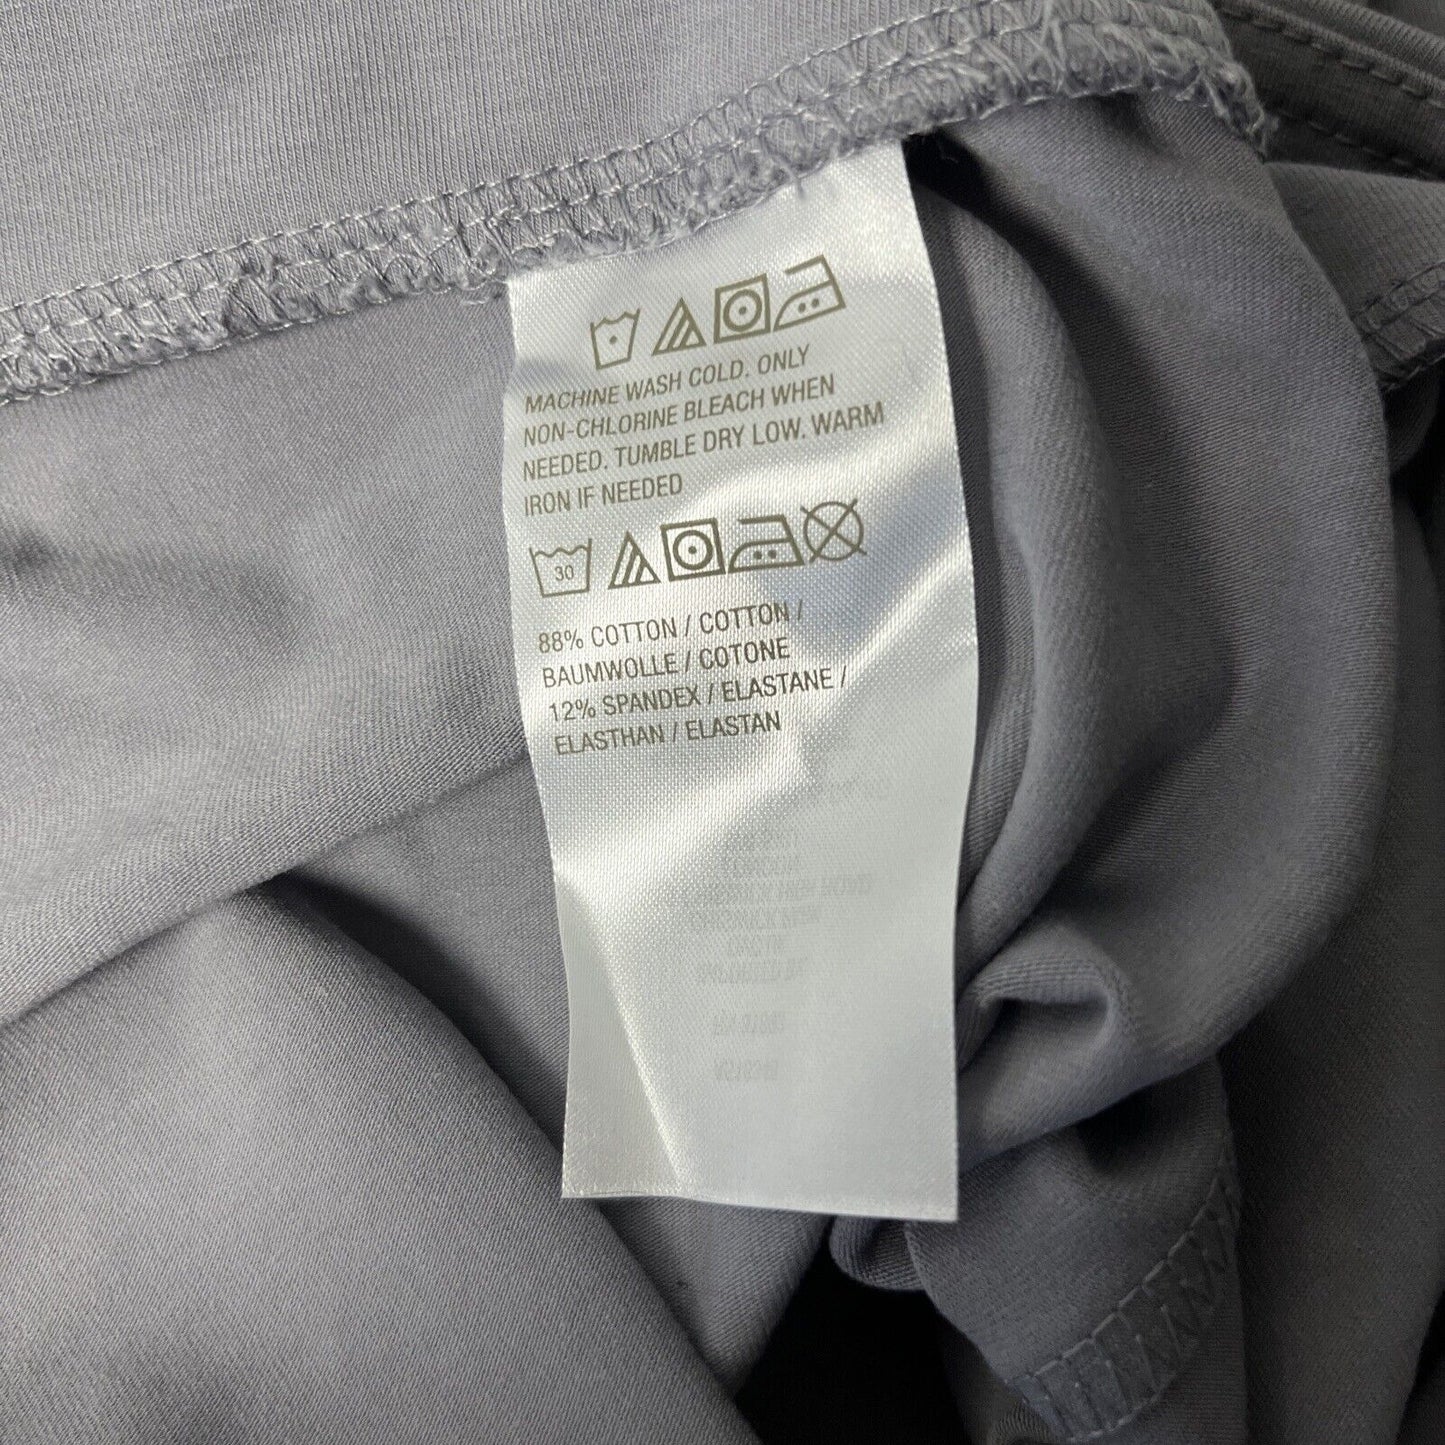 MACHINE WASH COLD. ONLY
NON-CHLORINE BLEACH WHEN
NEEDED. TUMBLE DRY LOW. WARM
IRON IF NEEDED
30
88% COTTON / COTTON /
BAUMWOLLE / COTONE
12% SPANDEX / ELASTANE /
ELASTHAN / ELASTAN